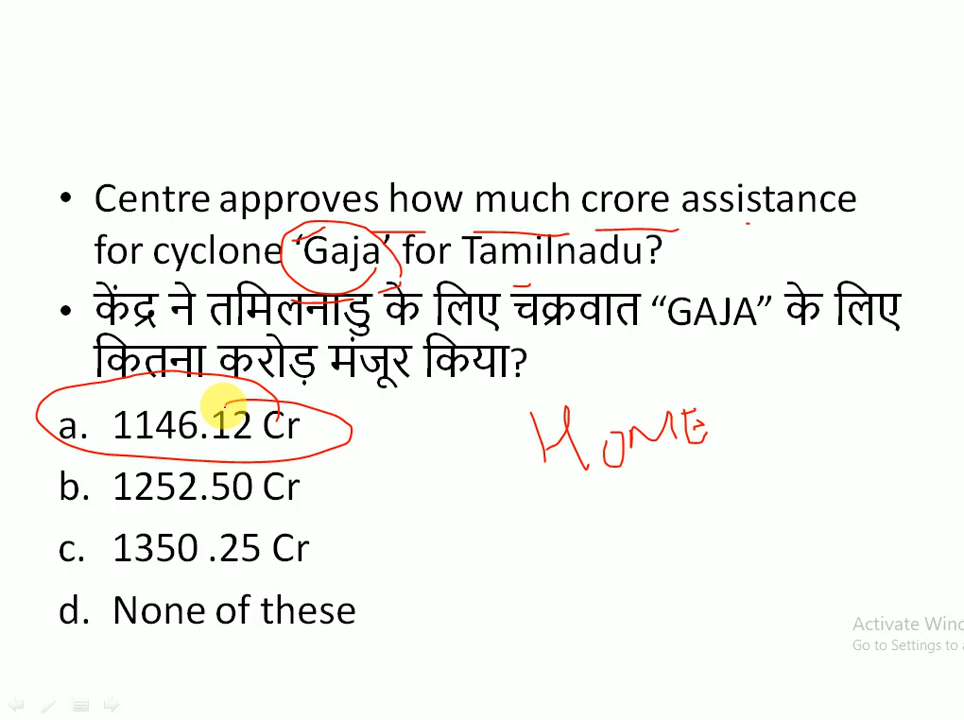 • Centre approves how much crore assistance
for cyclone ‘Gaja’ for Tamilnadu?
• केंद्र ने तमिलनाडु के लिए चक्रवात “GAJA” के लिए
कितना करोड़ मंजूर किया?
a. 1146.12 Cr
HOME
b. 1252.50 Cr
c. 1350 .25 Cr
d. None of these
Activate Wind
Go to Settings to